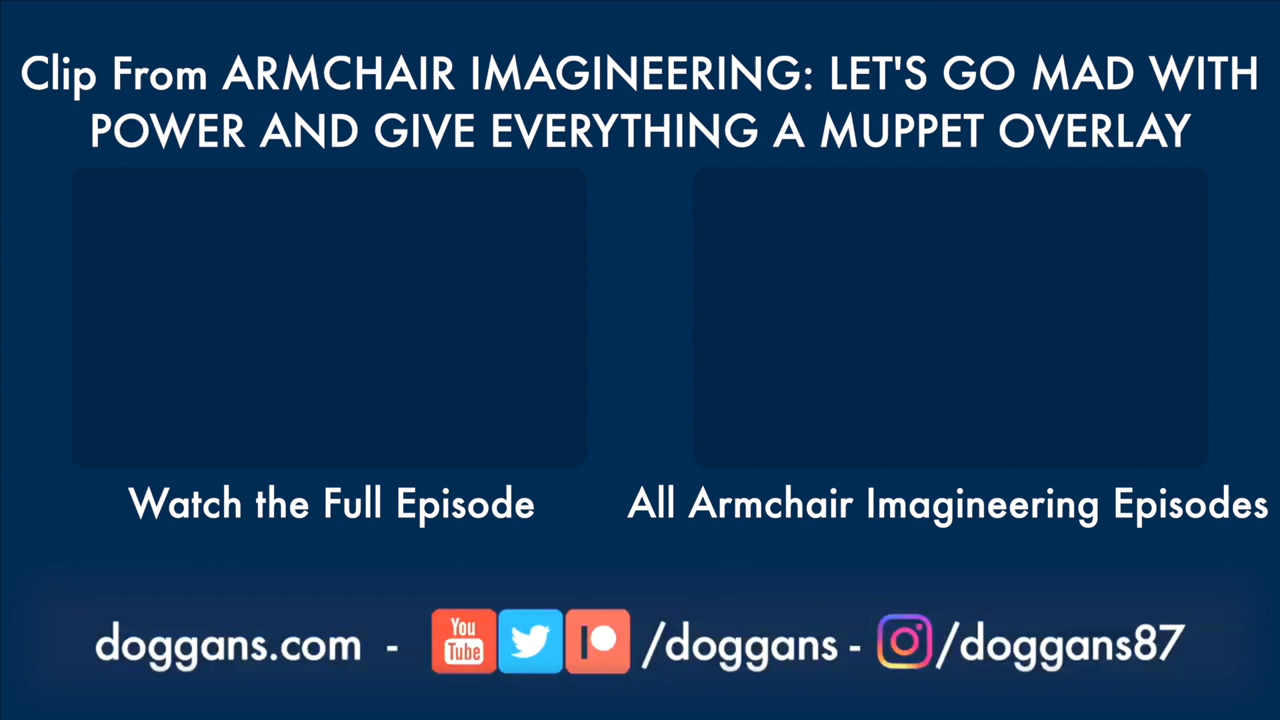 Clip From ARMCHAIR IMAGINEERING: LET'S GO MAD WITH
POWER AND GIVE EVERYTHING A MUPPET OVERLAY
Watch the Full Episode
All Armchair Imagineering Episodes
doggans.com - You Tube /doggans - /doggans87